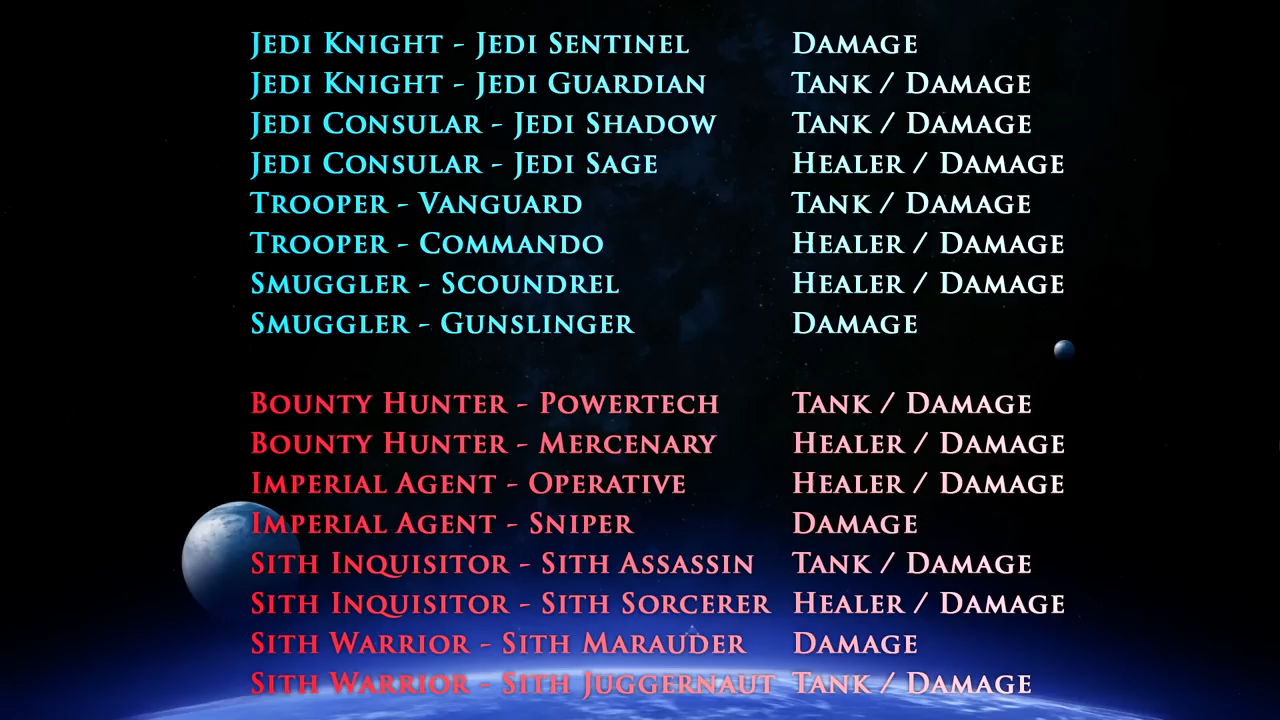 Jedi Knight - Jedi Sentinel Damage
Jedi Knight - Jedi Guardian Tank / Damage
Jedi Consular - Jedi Shadow Tank / Damage
Jedi Consular - Jedi Sage Healer / Damage
Trooper - Vanguard Tank / Damage
Trooper - Commando Healer / Damage
Smuggler - Scoundrel Healer / Damage
Smuggler - Gunslinger Damage
Bounty Hunter - Powertech Tank / Damage
Bounty Hunter - Mercenary Healer / Damage
Imperial Agent - Operative Healer / Damage
Imperial Agent - Sniper Damage
Sith Inquisitor - Sith Assassin Tank / Damage
Sith Inquisitor - Sith Sorcerer Healer / Damage
Sith Warrior - Sith Marauder Damage
Sith Warrior - Sith Juggernaut Tank / Damage